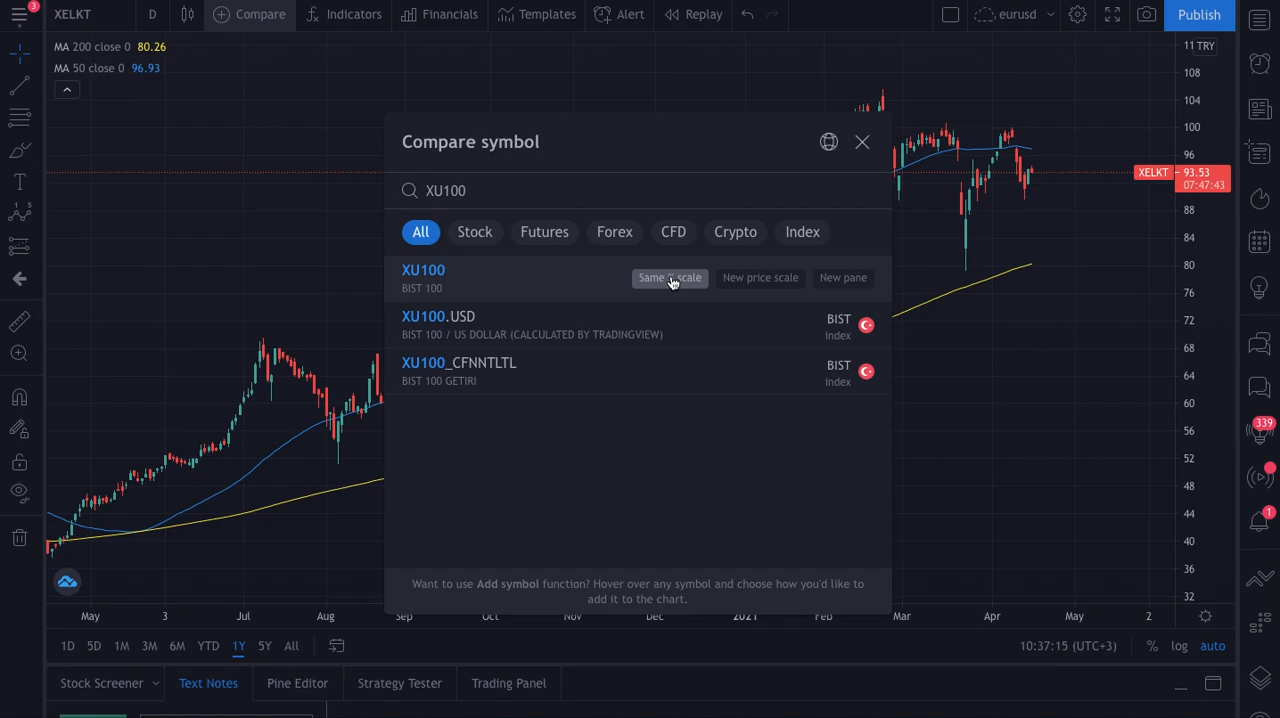 3
XELKT
D
Compare
Indicators
Financials
Templates
Alert
Replay
eurusd
Publish
MA 200 close 0 80.26
MA 50 close 0 96.93
11 TRY
108
104
100
96
XELKT
93.53
07:47:43
88
84
80
76
72
68
64
60
56
52
48
44
40
36
32
Compare symbol
XU100
All
Stock
Futures
Forex
CFD
Crypto
Index
XU100
BIST 100
Same % scale
New price scale
New pane
XU100.USD
BIST 100 / US DOLLAR (CALCULATED BY TRADINGVIEW)
BIST
index
XU100_CFNNTLTL
BIST 100 GETIRI
BIST
index
Want to use Add symbol function? Hover over any symbol and choose how you'd like to
add it to the chart.
May
3
Jul
Aug
Sep
Oct
Nov
Dec
2021
Feb
Mar
Apr
May
2
1D
5D
1M
3M
6M
YTD
1Y
5Y
All
10:37:15 (UTC+3)
%
log
auto
Stock Screener
Text Notes
Pine Editor
Strategy Tester
Trading Panel
339
1